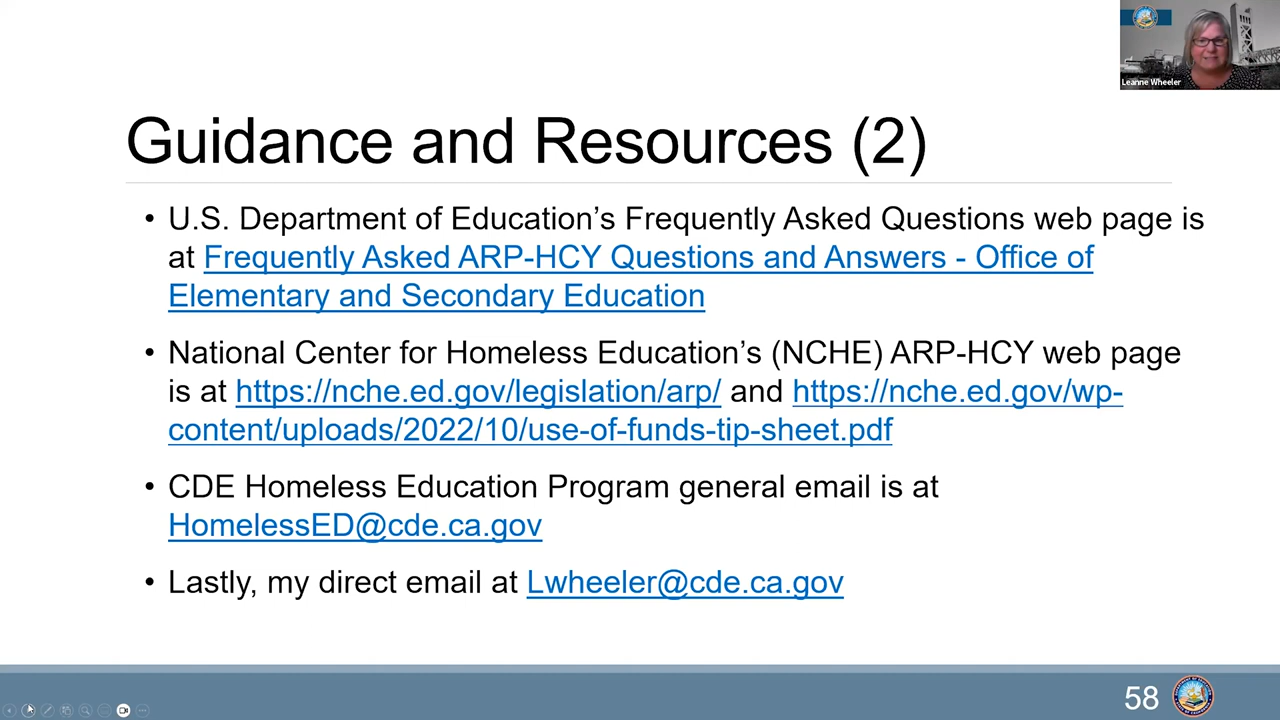 Leanne Wheeler
Guidance and Resources (2)
• U.S. Department of Education’s Frequently Asked Questions web page is
at Frequently Asked ARP-HCY Questions and Answers - Office of
Elementary and Secondary Education
• National Center for Homeless Education’s (NCHE) ARP-HCY web page
is at https://nche.ed.gov/legislation/arp/ and https://nche.ed.gov/wp-
content/uploads/2022/10/use-of-funds-tip-sheet.pdf
• CDE Homeless Education Program general email is at
HomelessED@cde.ca.gov
• Lastly, my direct email at Lwheeler@cde.ca.gov
58